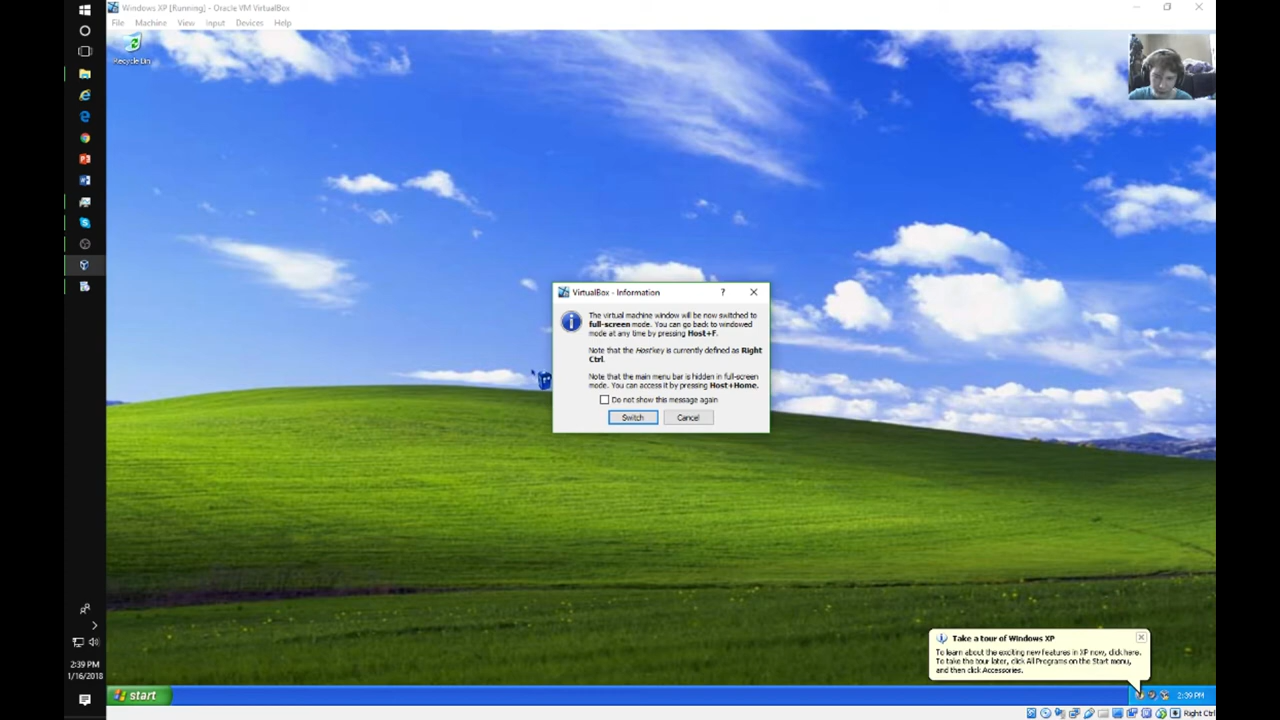 Windows XP [Running] - Oracle VM VirtualBox
File Machine View Input Devices Help
Recycle Bin
VirtualBox - Information
The virtual machine window will be now switched to
full-screen mode. You can go back to windowed
mode at any time by pressing Host+F.
Note that the Host key is currently defined as Right
Ctrl.
Note that the main menu bar is hidden in full-screen
mode. You can access it by pressing Host+Home.
Do not show this message again
Switch Cancel
Take a tour of Windows XP
To learn about the exciting new features in XP now, click here.
To take the tour later, click All Programs on the Start menu,
and then click Accessories.
2:39 PM
1/16/2018
start
2:39 PM
Right Ctrl